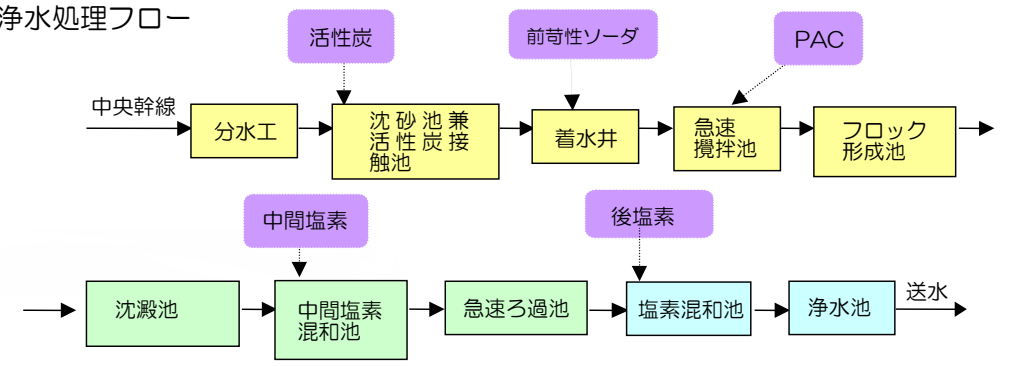 浄水処理フロー
活性炭
前苛性ソーダ
PAC
中央幹線
分水工
沈砂池兼
活性炭接
触池
着水井
急速
攪拌池
フロック
形成池
中間塩素
後塩素
沈澱池
中間塩素
混和池
急速ろ過池
塩素混和池
浄水池
送水